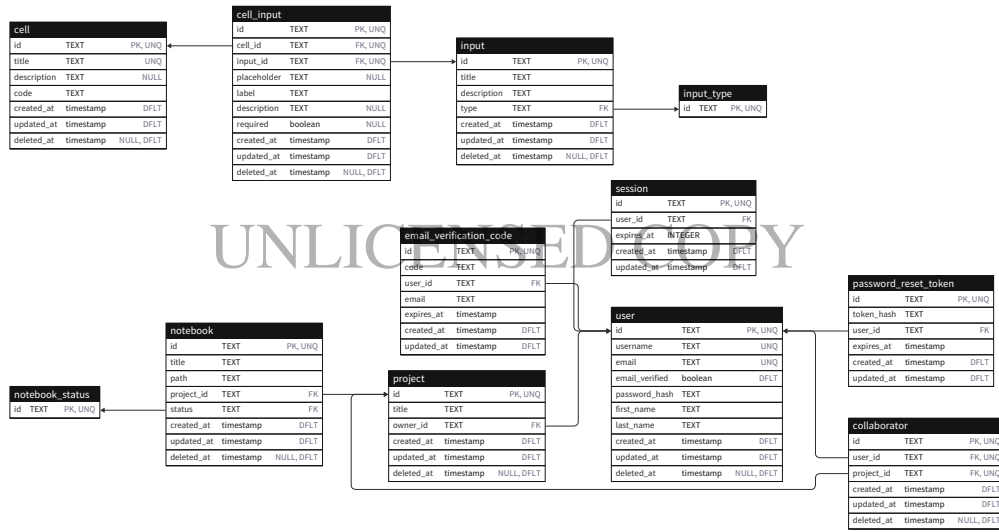 cell
id TEXT PK, UNQ
title TEXT UNQ
description TEXT NULL
code TEXT
created_at timestamp DFLT
updated_at timestamp DFLT
deleted_at timestamp NULL, DFLT
cell_input
id TEXT PK, UNQ
cell_id TEXT FK, UNQ
input_id TEXT FK, UNQ
placeholder TEXT NULL
label TEXT
description TEXT NULL
required boolean NULL
created_at timestamp DFLT
updated_at timestamp DFLT
deleted_at timestamp NULL, DFLT
input
id TEXT PK, UNQ
title TEXT
description TEXT
type TEXT FK
created_at timestamp DFLT
updated_at timestamp DFLT
deleted_at timestamp NULL, DFLT
input_type
id TEXT PK, UNQ
session
id TEXT PK, UNQ
user_id TEXT FK
expires_at INTEGER
created_at timestamp DFLT
updated_at timestamp DFLT
UNLICENSED COPY
email_verification_code
id TEXT PK, UNQ
code TEXT
user_id TEXT FK
email TEXT
expires_at timestamp
created_at timestamp DFLT
updated_at timestamp DFLT
password_reset_token
id TEXT PK, UNQ
token_hash TEXT
user_id TEXT FK
expires_at timestamp
created_at timestamp DFLT
updated_at timestamp DFLT
user
id TEXT PK, UNQ
username TEXT UNQ
email TEXT UNQ
email_verified boolean DFLT
password_hash TEXT
first_name TEXT
last_name TEXT
created_at timestamp DFLT
updated_at timestamp DFLT
deleted_at timestamp NULL, DFLT
notebook
id TEXT PK, UNQ
title TEXT
path TEXT
project_id TEXT FK
status TEXT FK
created_at timestamp DFLT
updated_at timestamp DFLT
deleted_at timestamp NULL, DFLT
notebook_status
id TEXT PK, UNQ
project
id TEXT PK, UNQ
title TEXT
owner_id TEXT FK
created_at timestamp DFLT
updated_at timestamp DFLT
deleted_at timestamp NULL, DFLT
collaborator
id TEXT PK, UNQ
user_id TEXT FK, UNQ
project_id TEXT FK, UNQ
created_at timestamp DFLT
updated_at timestamp DFLT
deleted_at timestamp NULL, DFLT